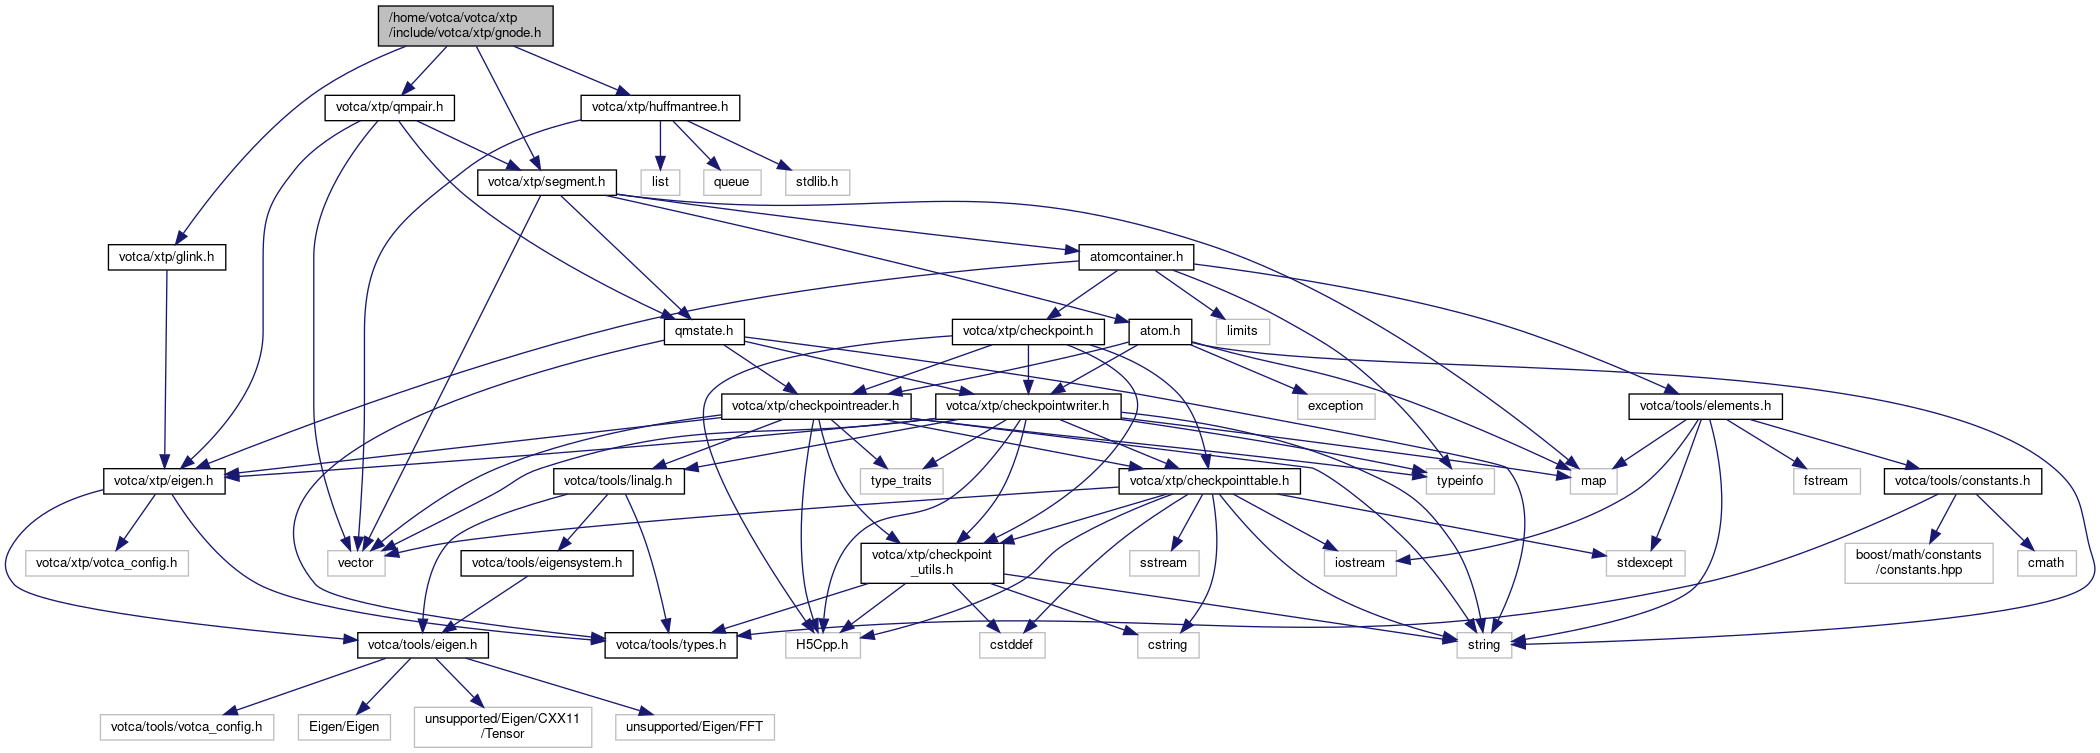 /home/votca/votca/xtp
/include/votca/xtp/gnode.h
votca/xtp/qmpair.h
votca/xtp/huffmantree.h
votca/xtp/segment.h
list
queue
stdlib.h
votca/xtp/glink.h
atomcontainer.h
qmstate.h
votca/xtp/checkpoint.h
atom.h
limits
votca/xtp/checkpointreader.h
votca/xtp/checkpointwriter.h
exception
votca/tools/elements.h
votca/xtp/eigen.h
votca/tools/linalg.h
type_traits
votca/xtp/checkpointtable.h
typeinfo
map
fstream
votca/tools/constants.h
votca/xtp/votca_config.h
vector
votca/tools/eigensystem.h
votca/xtp/checkpoint
_utils.h
sstream
iostream
stdexcept
boost/math/constants
/constants.hpp
cmath
votca/tools/eigen.h
votca/tools/types.h
H5Cpp.h
cstddef
cstring
string
votca/tools/votca_config.h
Eigen/Eigen
unsupported/Eigen/CXX11
/Tensor
unsupported/Eigen/FFT